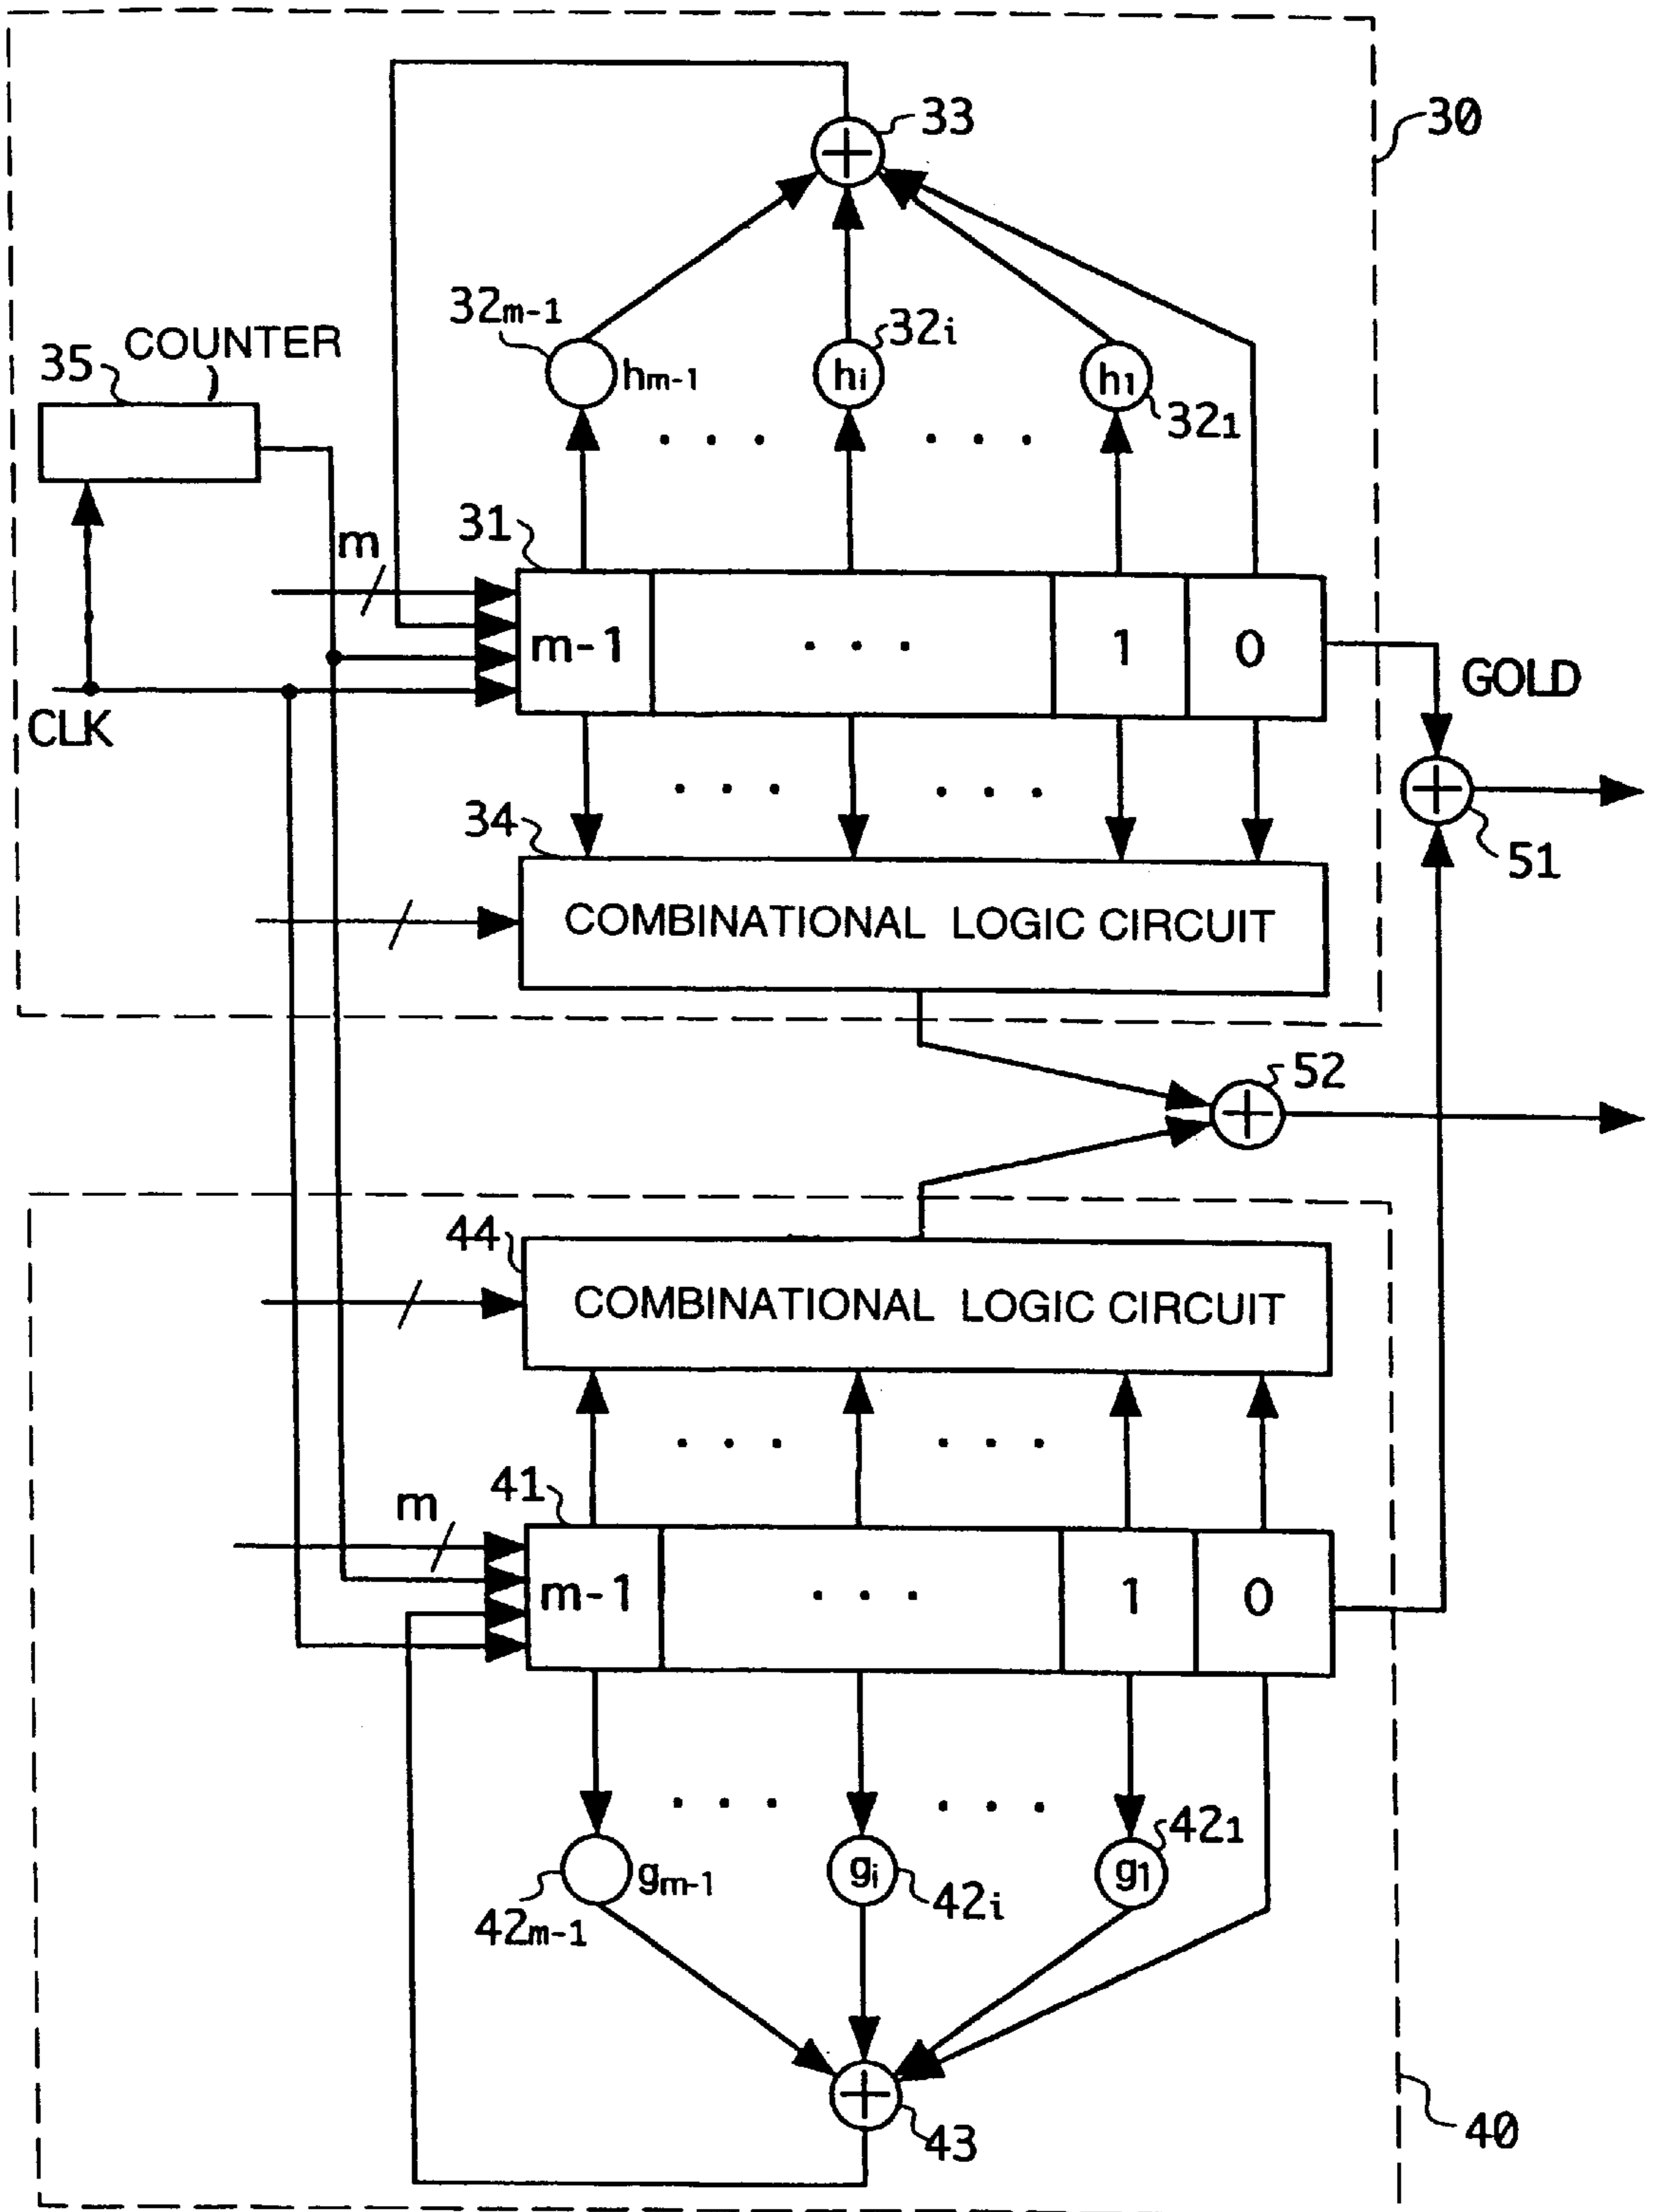 33
30
32m-1
32i
COUNTER
35
hm-1
hi
h1
321
m
31
m-1 . . . 1 0
GOLD
CLK
. . . . . .
34
51
COMBINATIONAL LOGIC CIRCUIT
52
44
COMBINATIONAL LOGIC CIRCUIT
. . . . . .
m
41
m-1 . . . 1 0
. . . . . .
421
gm-1
gi
g1
42m-1
42i
43
40